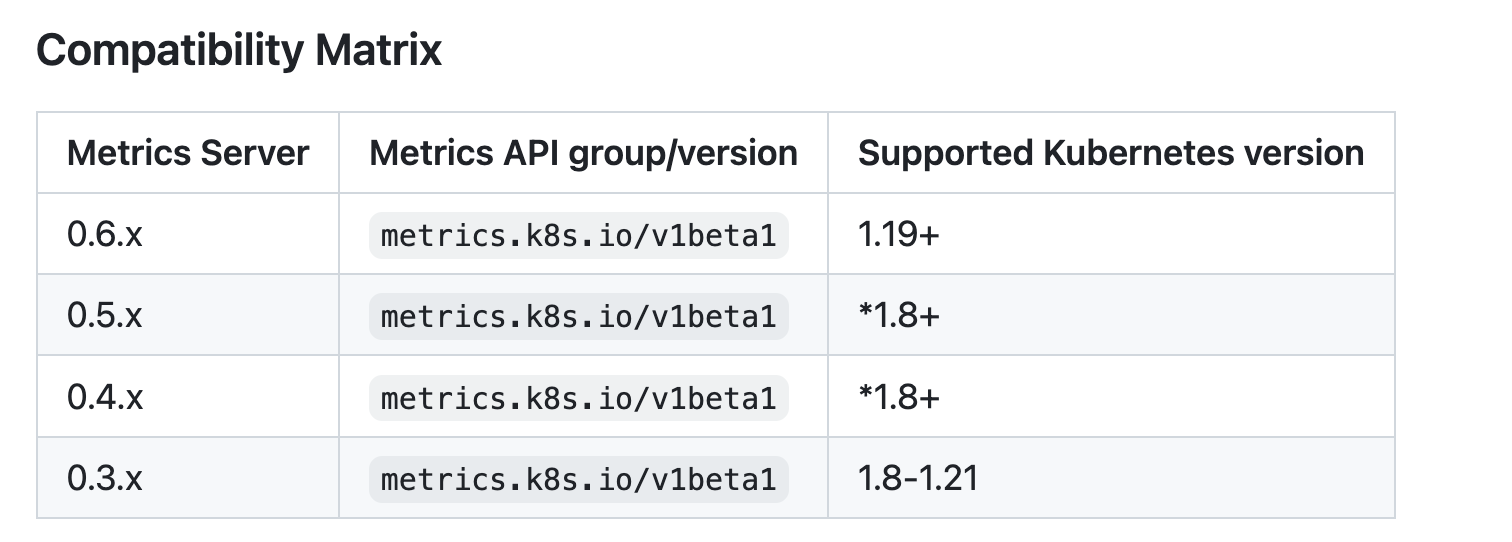 Compatibility Matrix
Metrics Server Metrics API group/version Supported Kubernetes version
0.6.x metrics.k8s.io/v1beta1 1.19+
0.5.x metrics.k8s.io/v1beta1 *1.8+
0.4.x metrics.k8s.io/v1beta1 *1.8+
0.3.x metrics.k8s.io/v1beta1 1.8-1.21